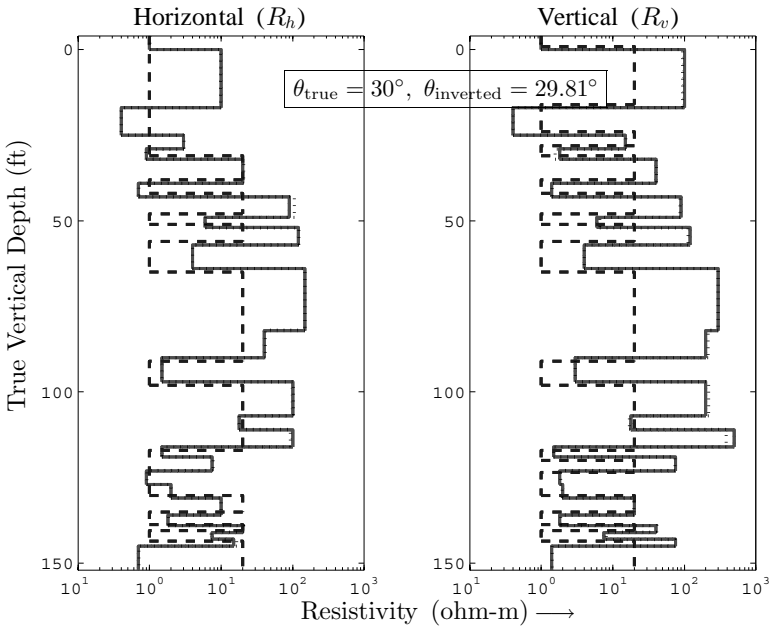 Horizontal (R_h)
Vertical (R_v)
θ_true = 30°, θ_inverted = 29.81°
True Vertical Depth (ft)
0
50
100
150
10^1 10^0 10^1 10^2 10^3
0
50
100
150
10^1 10^0 10^1 10^2 10^3
Resistivity (ohm-m) →